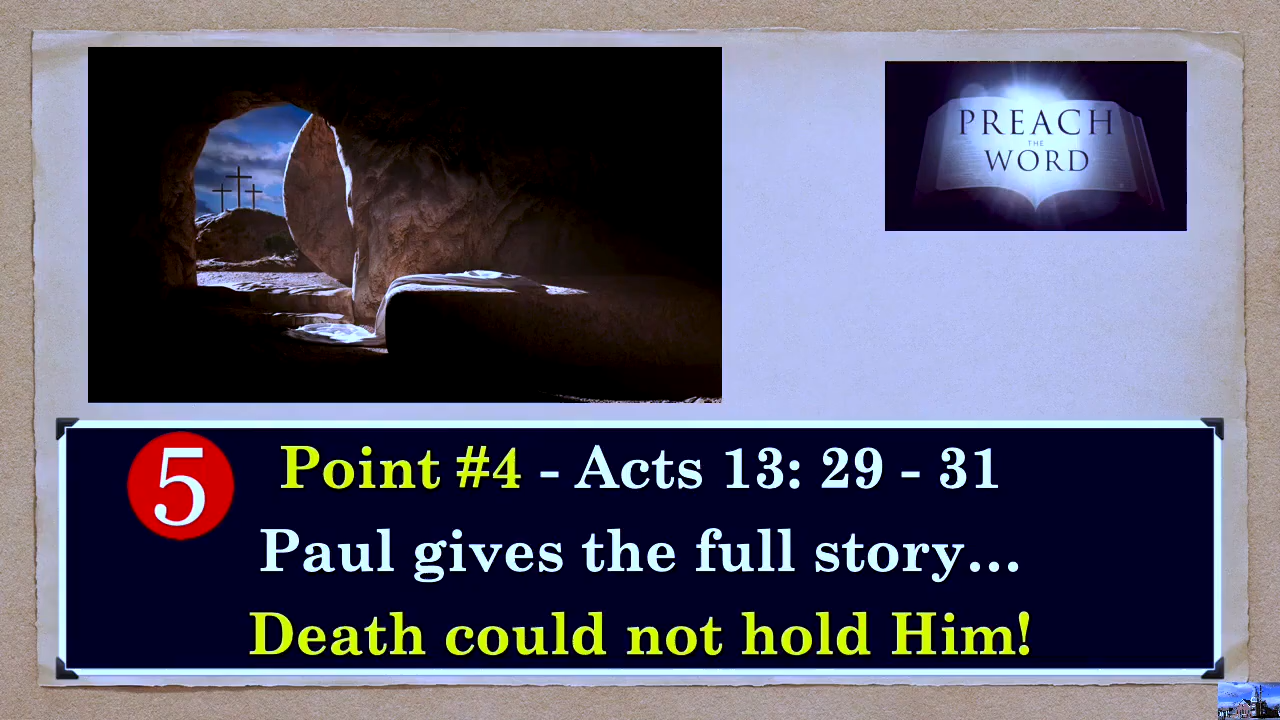 PREACH
THE
WORD
5
Point #4 - Acts 13: 29 - 31
Paul gives the full story...
Death could not hold Him!